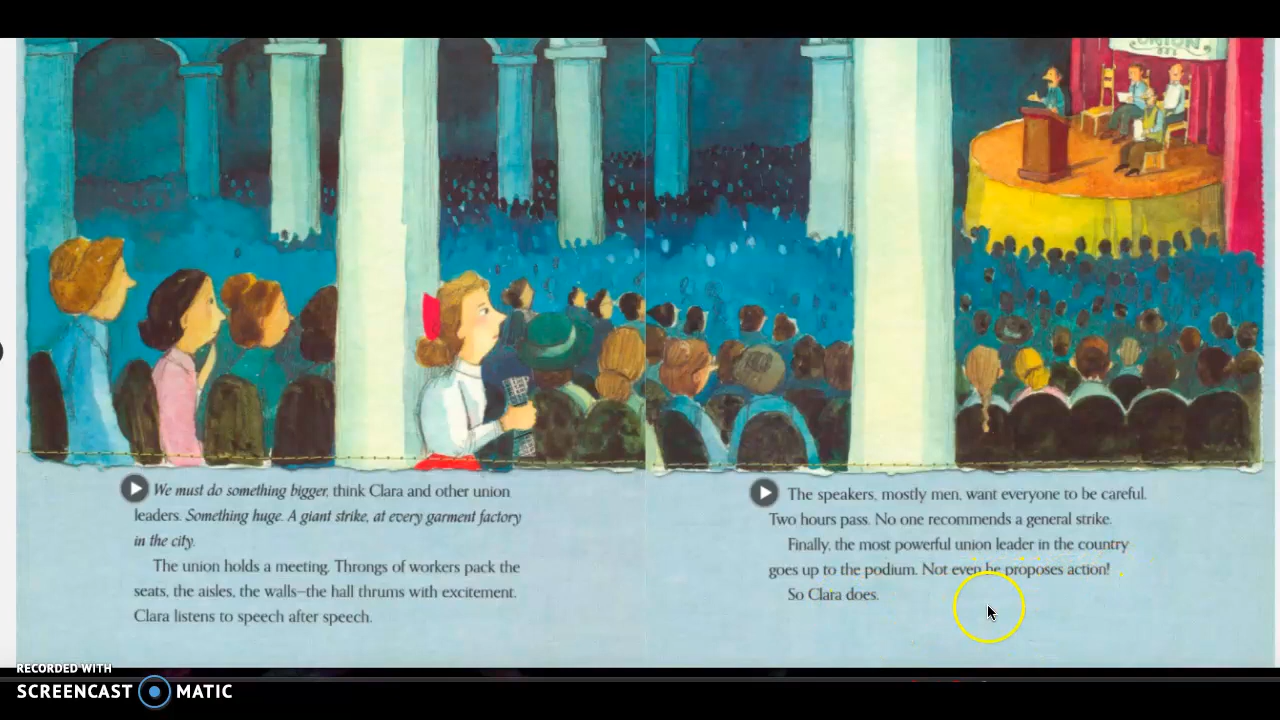 UNION
We must do something bigger, think Clara and other union
leaders. Something huge. A giant strike, at every garment factory
in the city.
The union holds a meeting. Throngs of workers pack the
seats, the aisles, the walls—the hall thrums with excitement.
Clara listens to speech after speech.
The speakers, mostly men, want everyone to be careful.
Two hours pass. No one recommends a general strike.
Finally, the most powerful union leader in the country
goes up to the podium. Not even he proposes action!
So Clara does.
RECORDED WITH
SCREENCAST MATIC